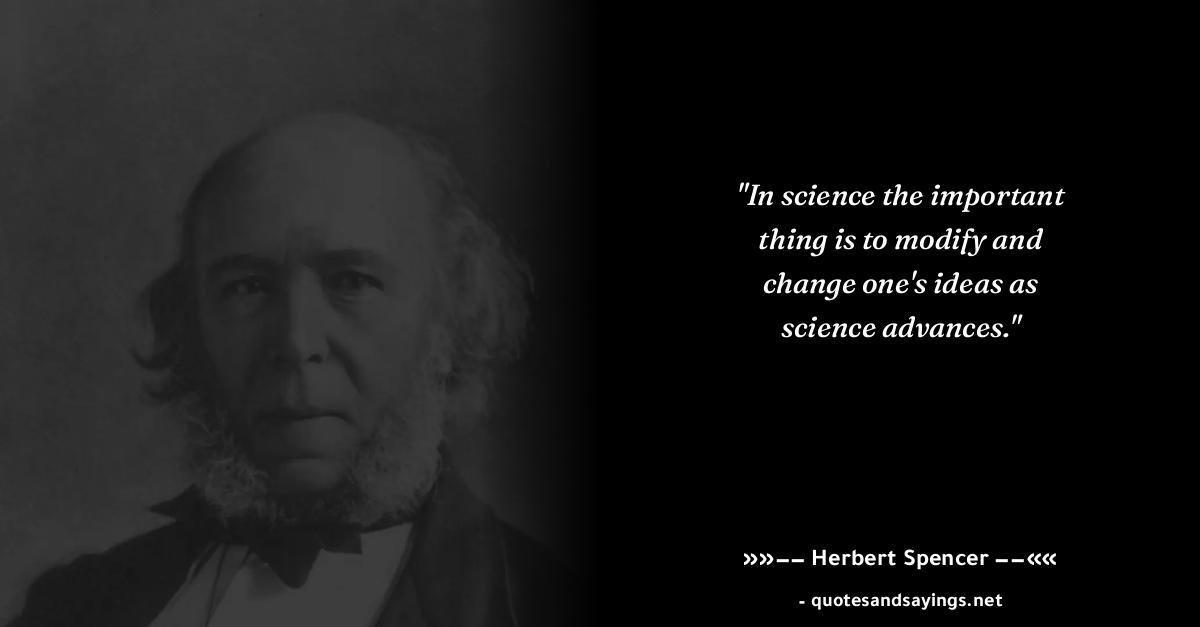 "In science the important
thing is to modify and
change one's ideas as
science advances."
»»-- Herbert Spencer --««
- quotesandsayings.net